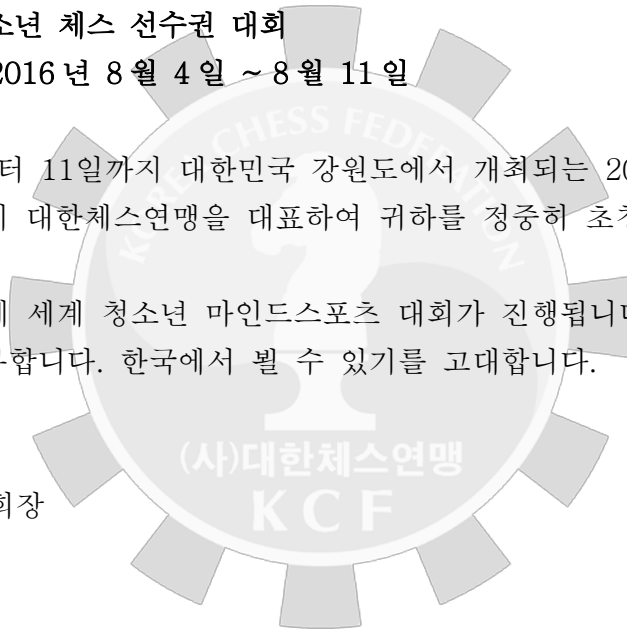 소년 체스 선수권 대회
2016년 8월 4일 ~ 8월 11일
KOREA CHESS FEDERATION
터 11일까지 대한민국 강원도에서 개최되는 20
대한체스연맹을 대표하여 귀하를 정중히 초청
세계 청소년 마인드스포츠 대회가 진행됩니다
합니다. 한국에서 뵐 수 있기를 고대합니다.
(사)대한체스연맹
KCF
회장